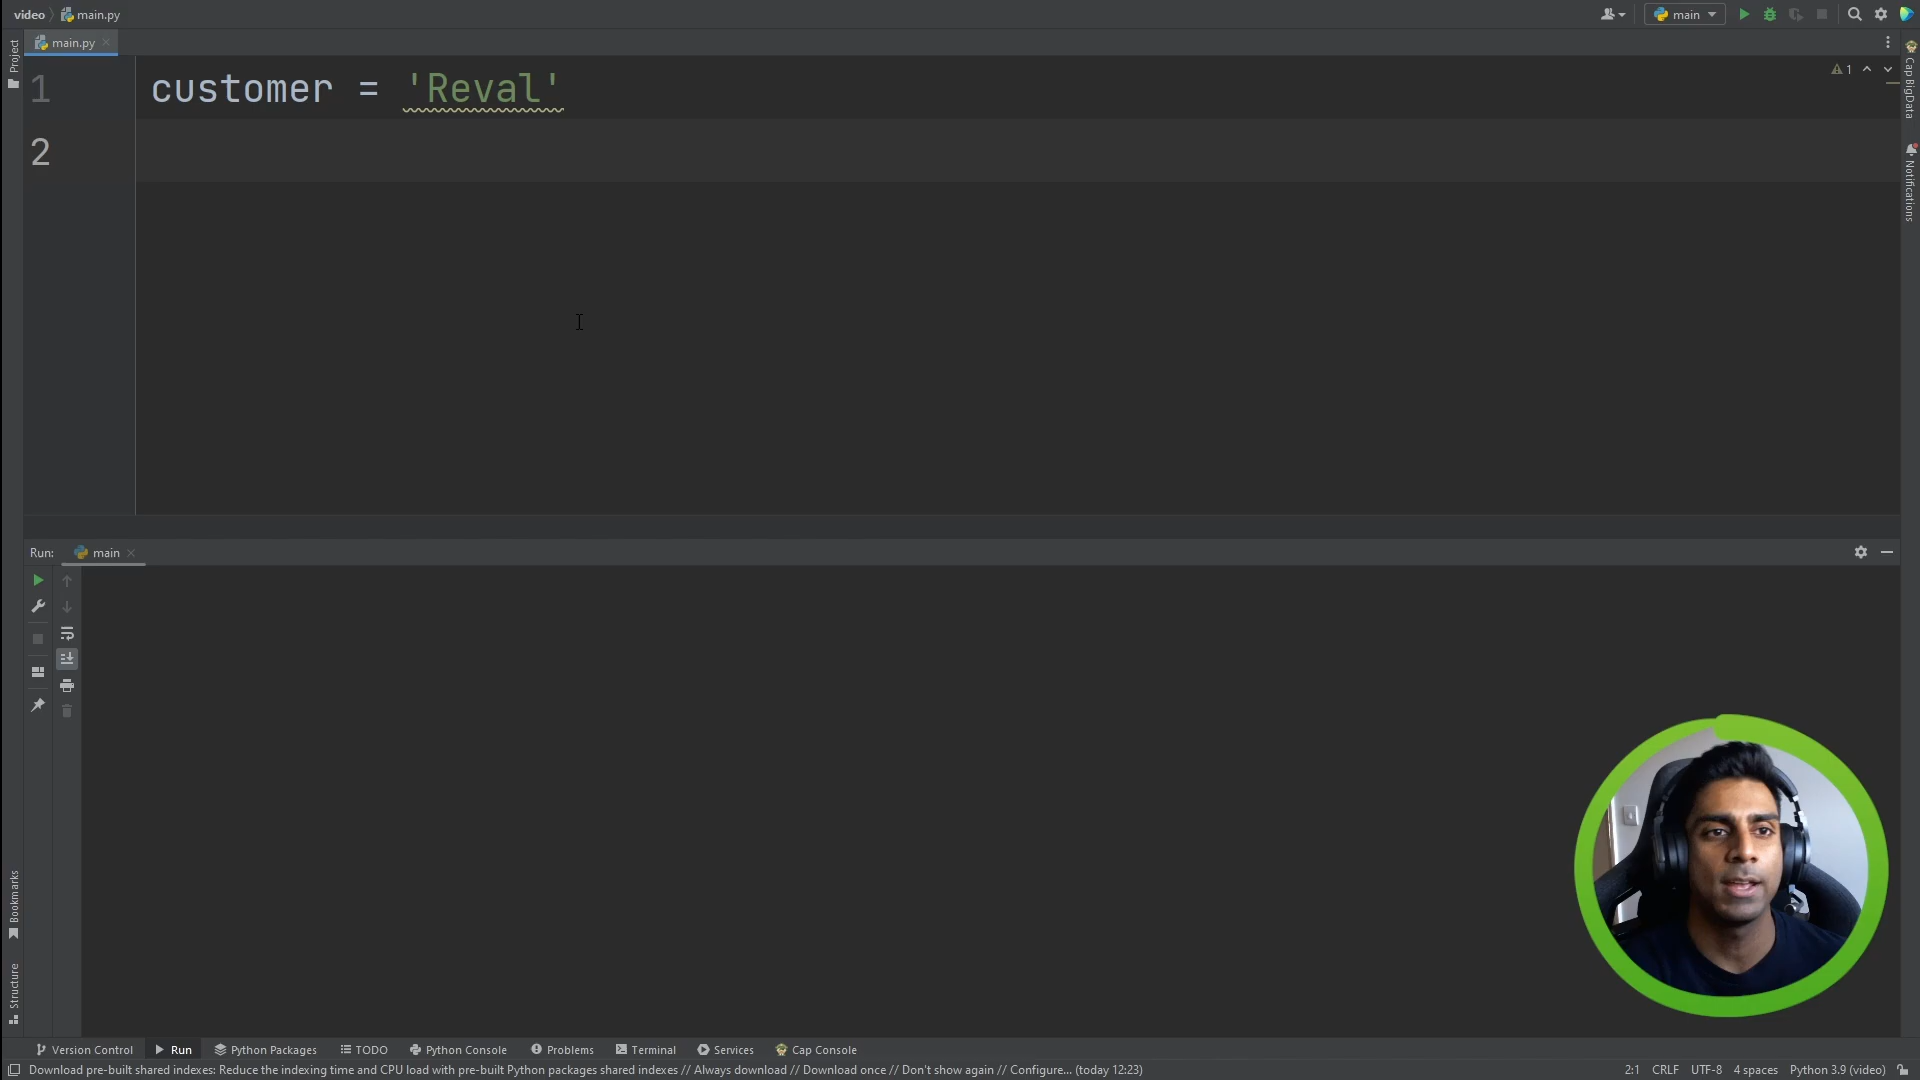 video main.py
main
main.py
1 customer = 'Reval'
2
1
Project
Cap BigData
Notifications
Run: main
Bookmarks
Structure
Version Control Run Python Packages TODO Python Console Problems Terminal Services Cap Console
Download pre-built shared indexes: Reduce the indexing time and CPU load with pre-built Python packages shared indexes // Always download // Download once // Don't show again // Configure... (today 12:23) 2:1 CRLF UTF-8 4 spaces Python 3.9 (video)